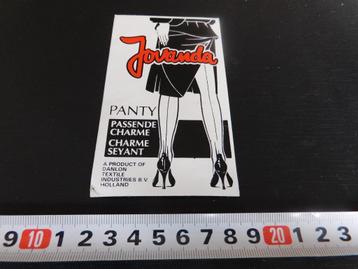 Jovanda
PANTY
PASSENDE
CHARME
CHARME
SEYANT
A PRODUCT OF
DANLON
TEXTILE
INDUSTRIES B.V.
HOLLAND
9 10 1 2 3 4 5 6 7 8 9 20 1 2 3